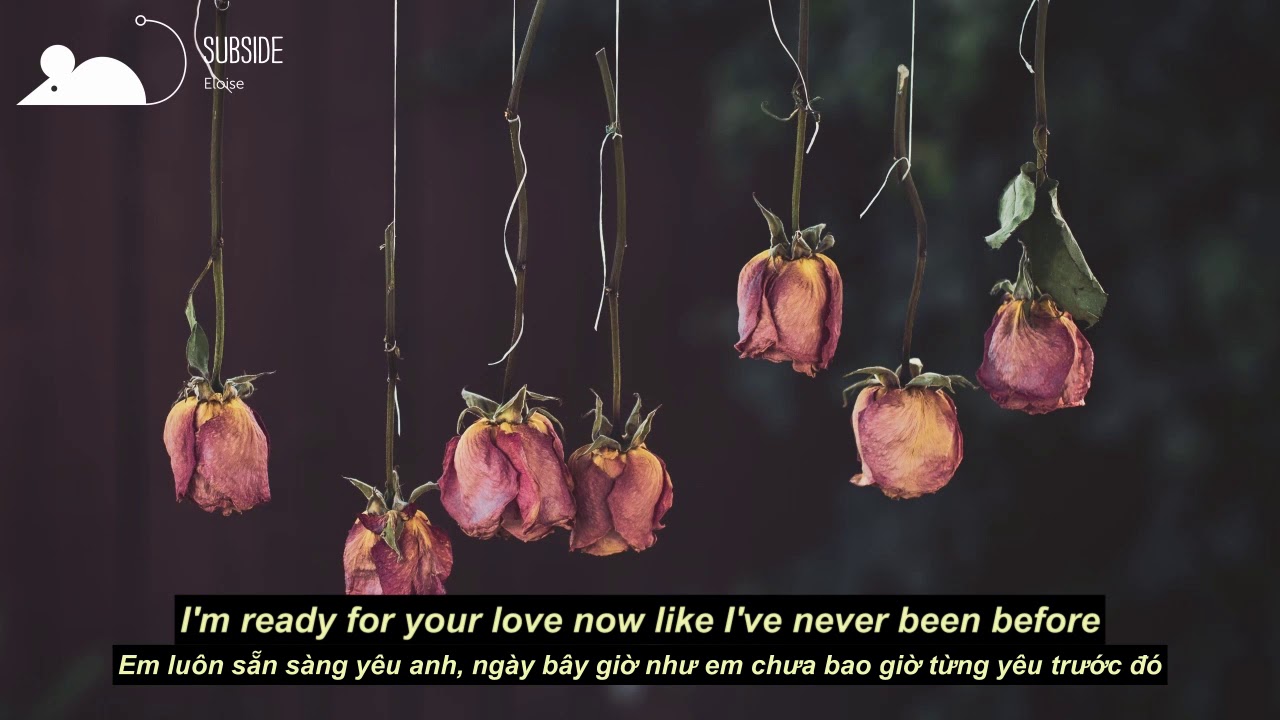 SUBSIDE
Eloise
I'm ready for your love now like I've never been before
Em luôn sẵn sàng yêu anh, ngày bây giờ như em chưa bao giờ từng yêu trước đó